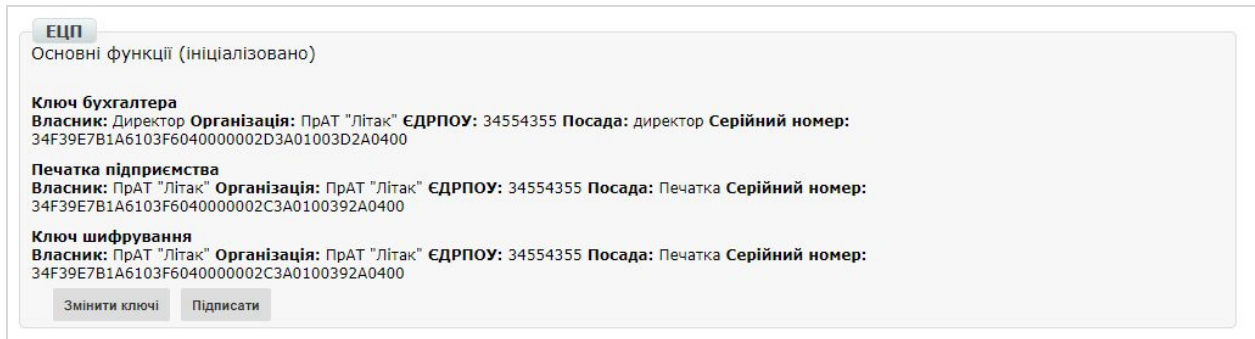 ЕЦП
Основні функції (ініціалізовано)
Ключ бухгалтера
Власник: Директор Організація: ПрАТ "Літак" ЄДРПОУ: 34554355 Посада: директор Серійний номер:
34F39E7B1A6103F6040000002D3A01003D2A0400
Печатка підприємства
Власник: ПрАТ "Літак" Організація: ПрАТ "Літак" ЄДРПОУ: 34554355 Посада: Печатка Серійний номер:
34F39E7B1A6103F6040000002C3A0100392A0400
Ключ шифрування
Власник: ПрАТ "Літак" Організація: ПрАТ "Літак" ЄДРПОУ: 34554355 Посада: Печатка Серійний номер:
34F39E7B1A6103F6040000002C3A0100392A0400
Змінити ключі Підписати